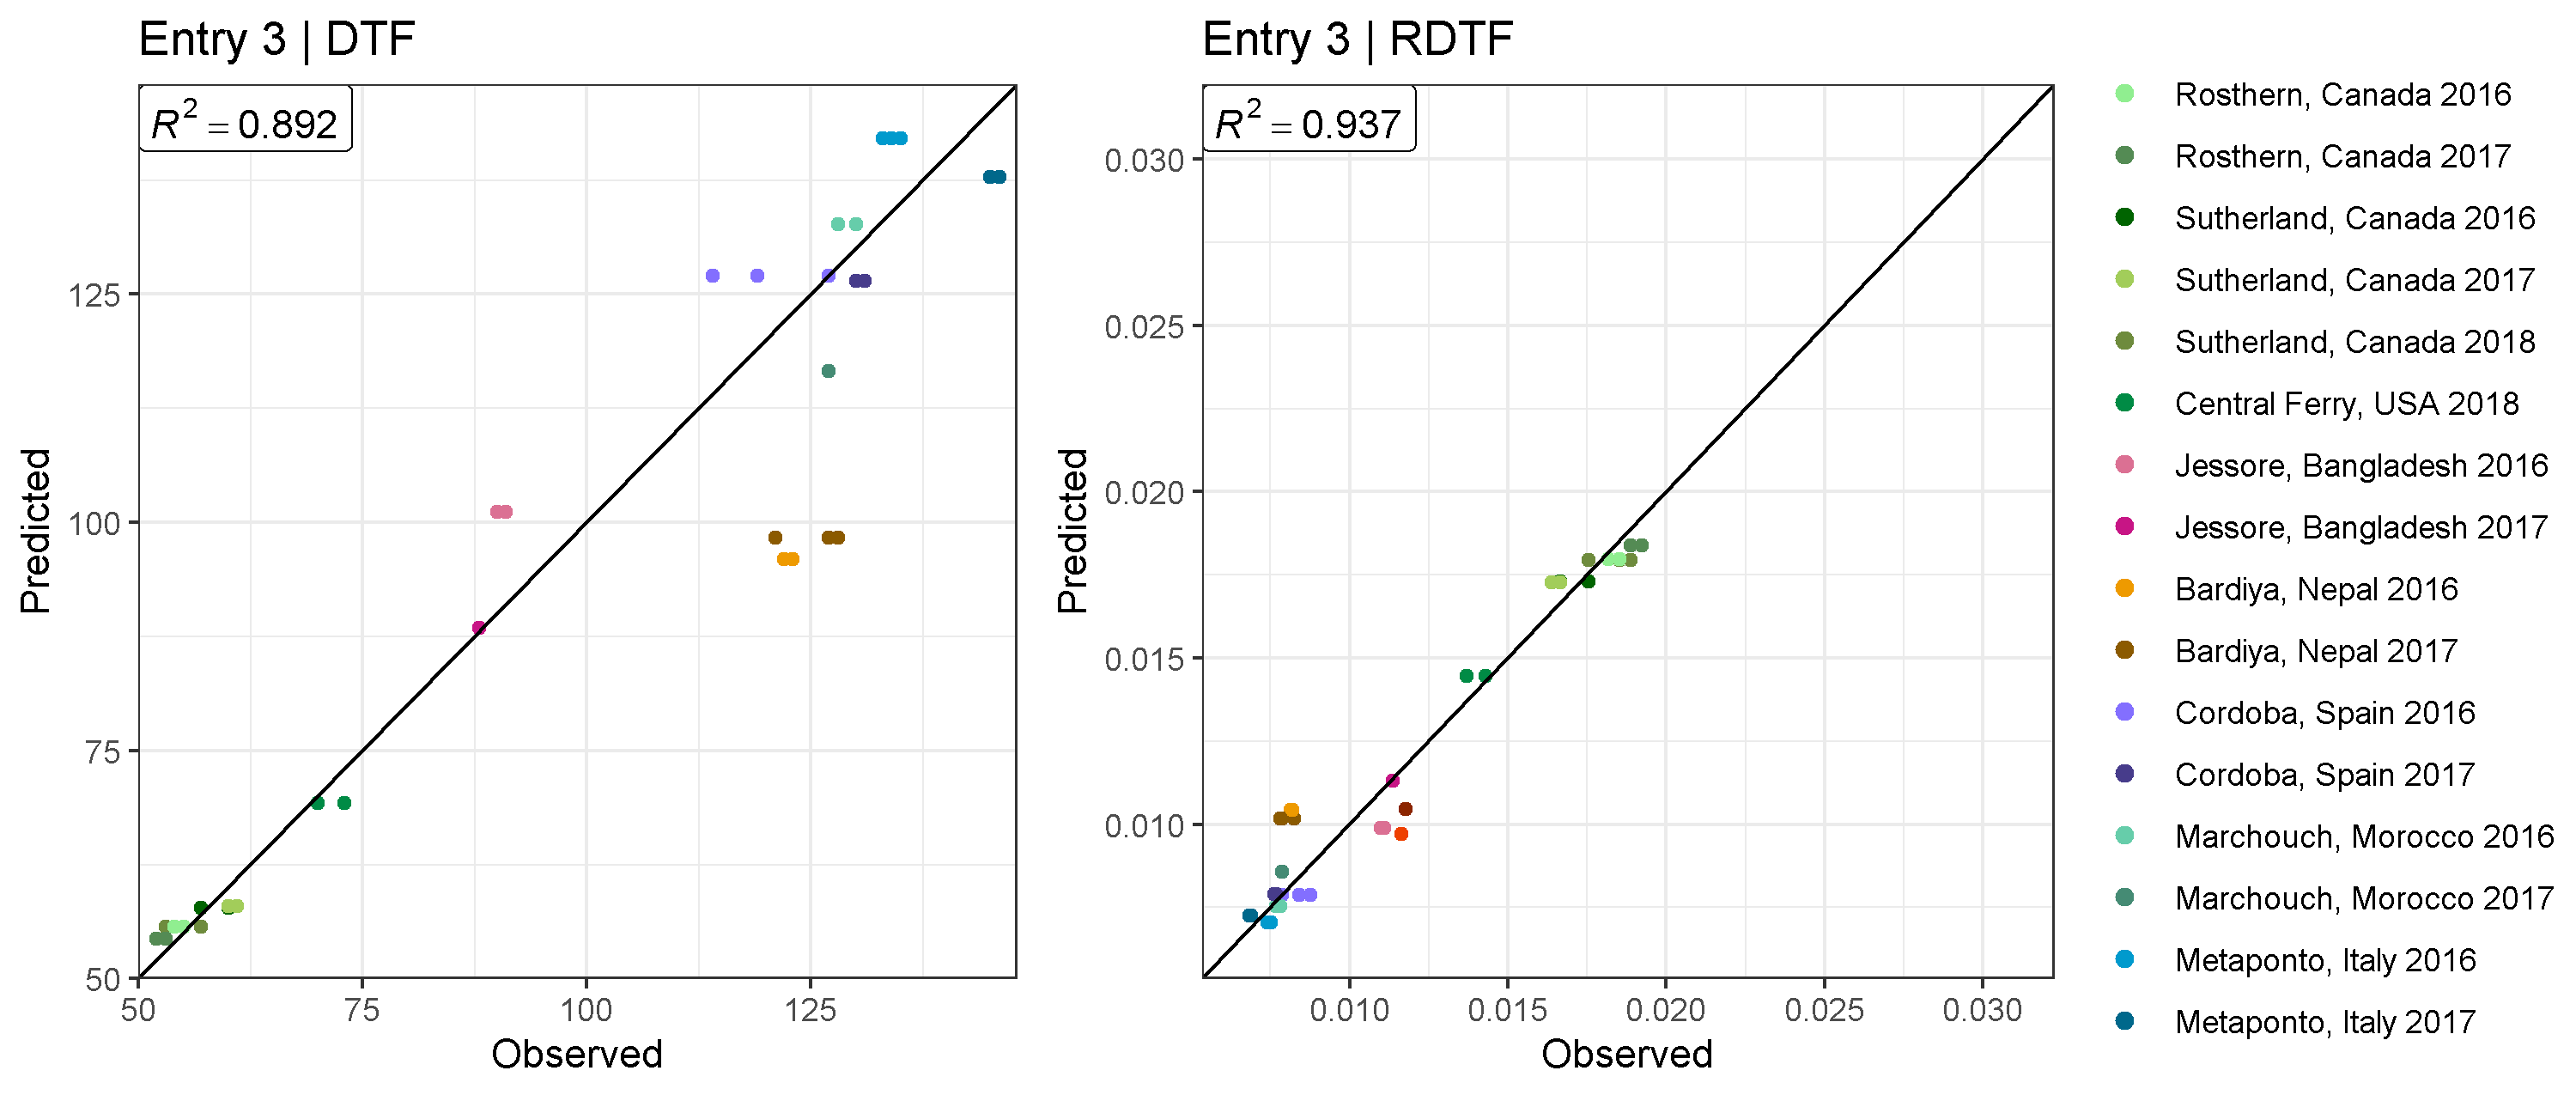 Entry 3 | DTF
R² = 0.892
125
100
75
50
50 75 100 125
Observed
Predicted
Entry 3 | RDTF
R² = 0.937
0.030
0.025
0.020
0.015
0.010
0.010 0.015 0.020 0.025 0.030
Observed
Predicted
Rosthern, Canada 2016
Rosthern, Canada 2017
Sutherland, Canada 2016
Sutherland, Canada 2017
Sutherland, Canada 2018
Central Ferry, USA 2018
Jessore, Bangladesh 2016
Jessore, Bangladesh 2017
Bardiya, Nepal 2016
Bardiya, Nepal 2017
Cordoba, Spain 2016
Cordoba, Spain 2017
Marchouch, Morocco 2016
Marchouch, Morocco 2017
Metaponto, Italy 2016
Metaponto, Italy 2017